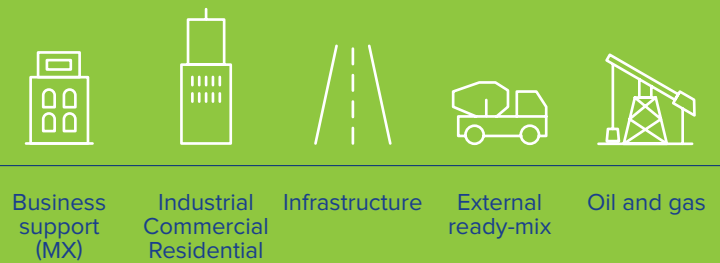 Business
support
(MX)
Industrial
Commercial
Residential
Infrastructure
External
ready-mix
Oil and gas